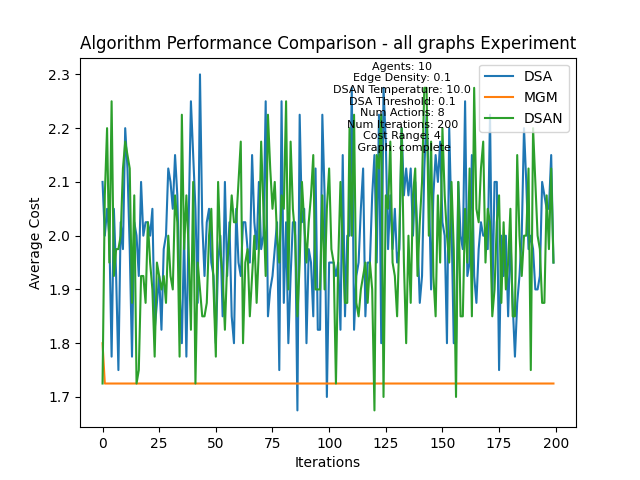 Algorithm Performance Comparison - all graphs Experiment
Agents: 10
Edge Density: 0.1
DSAN Temperature: 10.0
DSA Threshold: 0.1
Num Actions: 8
Num Iterations: 200
Cost Range: 4
Graph: complete
DSA
MGM
DSAN
Average Cost
2.3
2.2
2.1
2.0
1.9
1.8
1.7
0
25
50
75
100
125
150
175
200
Iterations